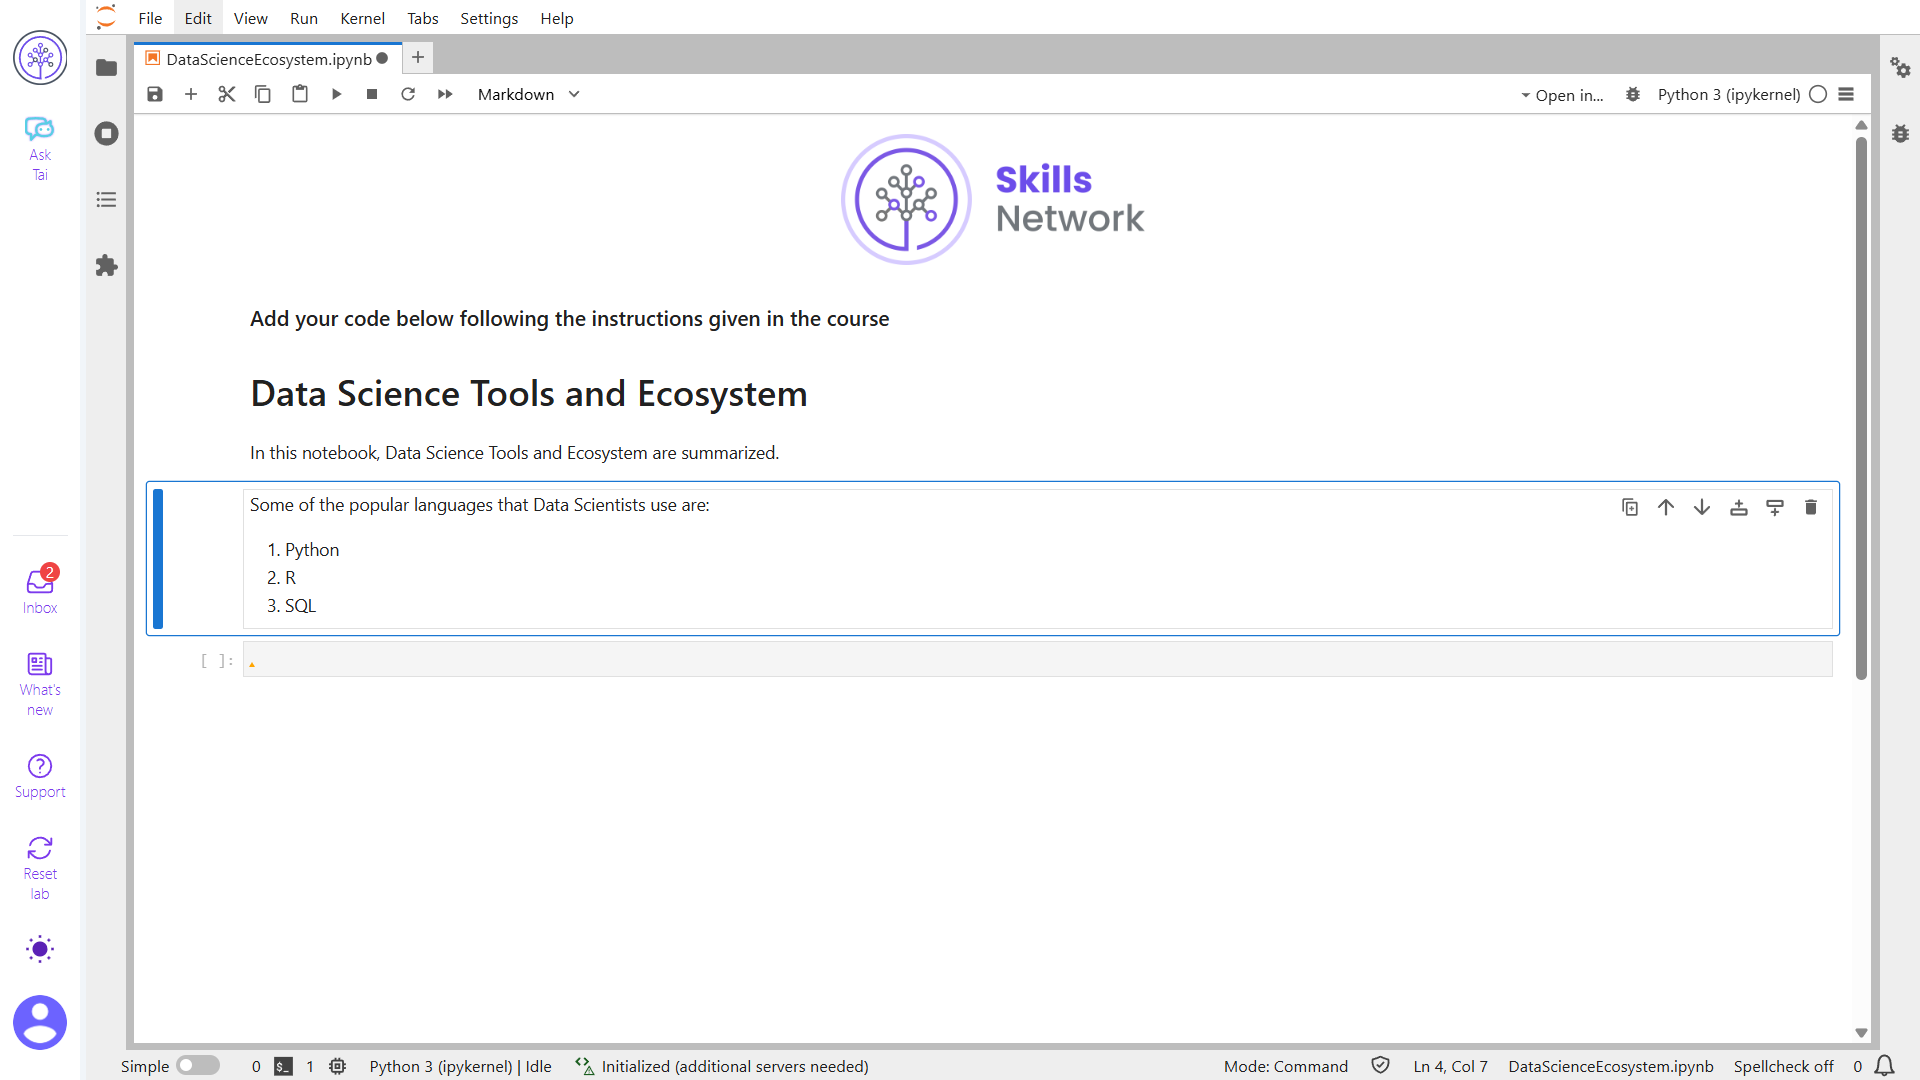 File Edit View Run Kernel Tabs Settings Help
DataScienceEcosystem.ipynb
Markdown
Open in...
Python 3 (ipykernel)
Ask
Tai
Inbox
2
What's
new
Support
Reset
lab
Skills
Network
Add your code below following the instructions given in the course
Data Science Tools and Ecosystem
In this notebook, Data Science Tools and Ecosystem are summarized.
Some of the popular languages that Data Scientists use are:
1. Python
2. R
3. SQL
[ ]:
Simple 0 $_ 1 Python 3 (ipykernel) | Idle Initialized (additional servers needed) Mode: Command Ln 4, Col 7 DataScienceEcosystem.ipynb Spellcheck off 0